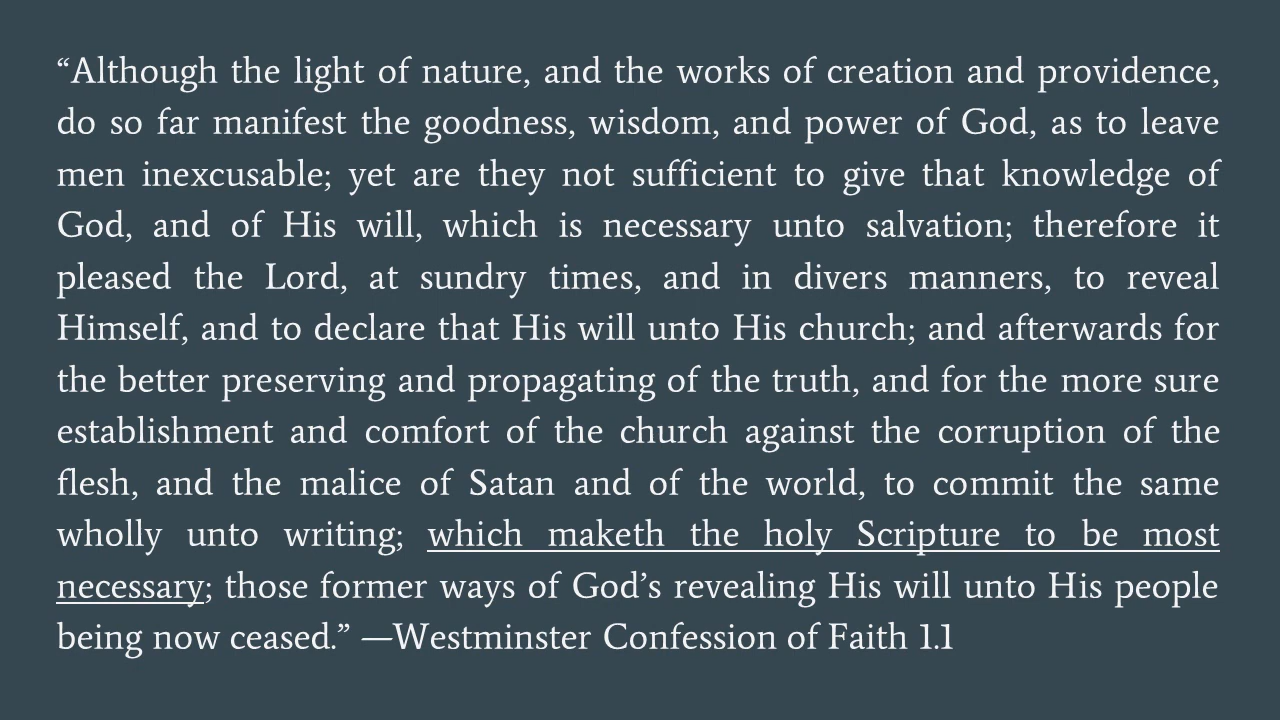 “Although the light of nature, and the works of creation and providence,
do so far manifest the goodness, wisdom, and power of God, as to leave
men inexcusable; yet are they not sufficient to give that knowledge of
God, and of His will, which is necessary unto salvation; therefore it
pleased the Lord, at sundry times, and in divers manners, to reveal
Himself, and to declare that His will unto His church; and afterwards for
the better preserving and propagating of the truth, and for the more sure
establishment and comfort of the church against the corruption of the
flesh, and the malice of Satan and of the world, to commit the same
wholly unto writing; which maketh the holy Scripture to be most
necessary; those former ways of God’s revealing His will unto His people
being now ceased.” —Westminster Confession of Faith 1.1